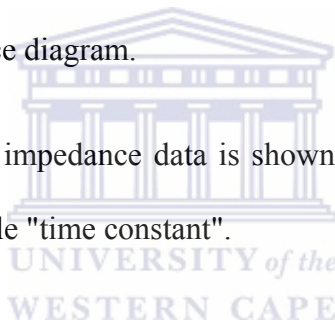 e diagram.
impedance data is shown
le "time constant".
UNIVERSITY of the
WESTERN CAPE